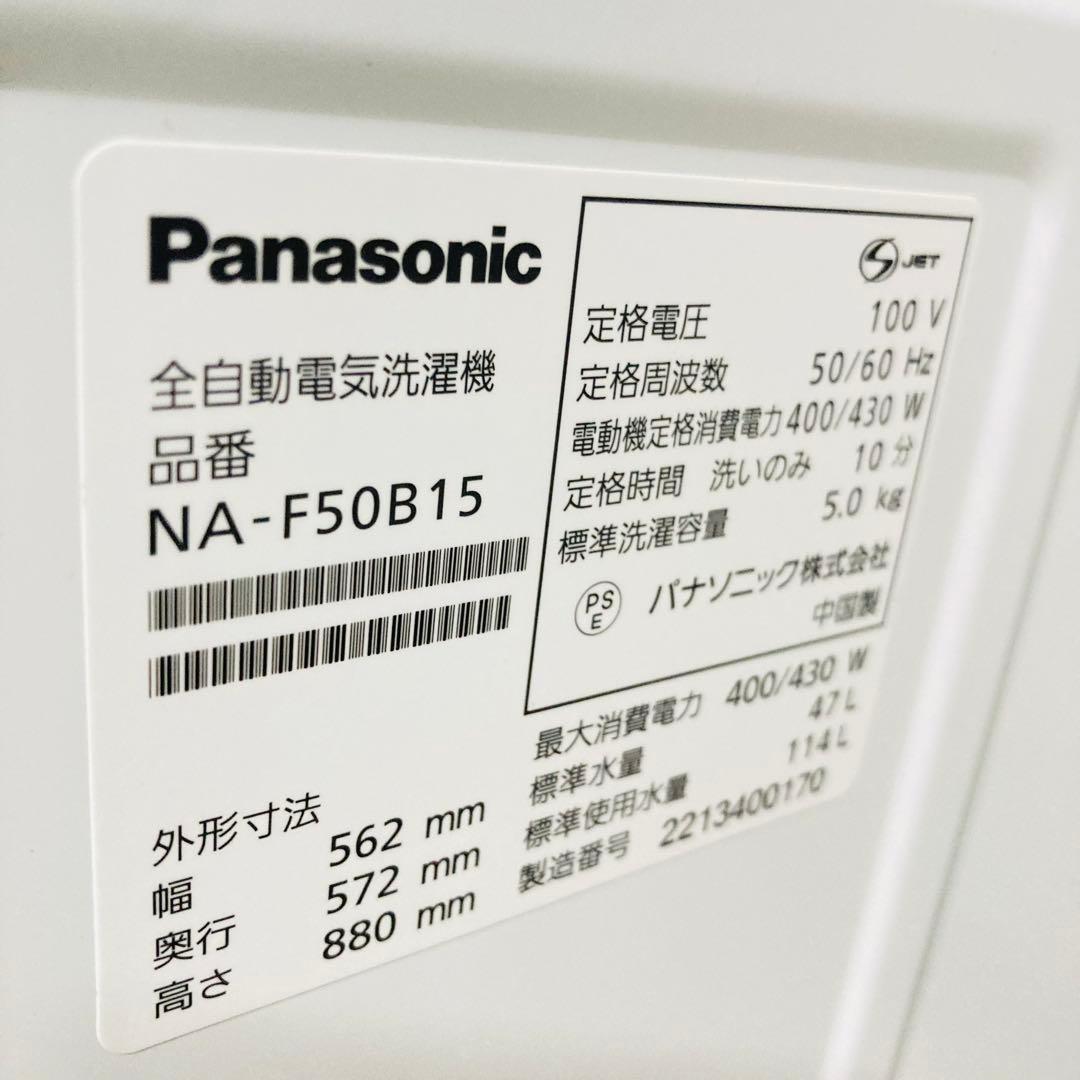 Panasonic
全自動電気洗濯機
品番
NA-F50B15
外形寸法
幅 562 mm
奥行 572 mm
高さ 880 mm
JET
定格電圧 100 V
定格周波数 50/60 Hz
電動機定格消費電力 400/430 W
定格時間 洗いのみ 10 分
標準洗濯容量 5.0 kg
PS
E
パナソニック株式会社
中国製
最大消費電力 400/430 W
標準水量 47 L
標準使用水量 114 L
製造番号 2213400170